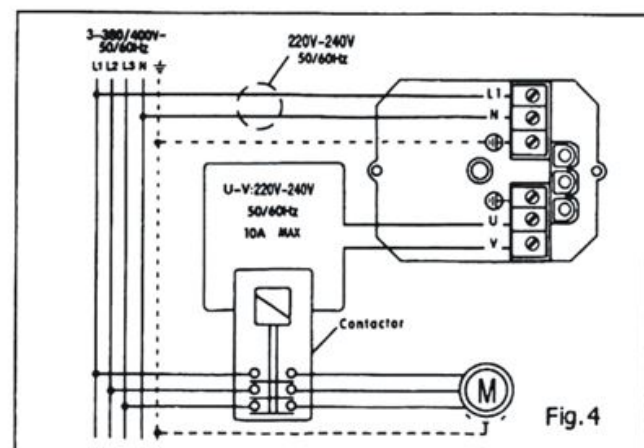 3~380/400V~
50/60Hz
L1 L2 L3 N
220V-240V
50/60Hz
L1
N
U-V:220V-240V
50/60Hz
10A MAX
U
V
Contactor
M
Fig.4